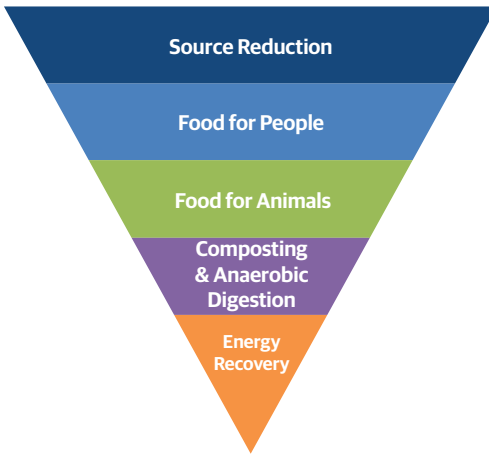 Source Reduction
Food for People
Food for Animals
Composting
& Anaerobic
Digestion
Energy
Recovery